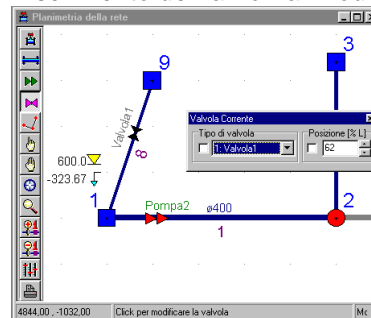 Planimetria della rete
9
3
Valvola1
8
600.0
-323.67
1
Pompa2
ø400
1
2
Valvola Corrente
Tipo di valvola
Posizione [% L]
1: Valvola1
62
4844,00 , -1032,00
Click per modificare la valvola